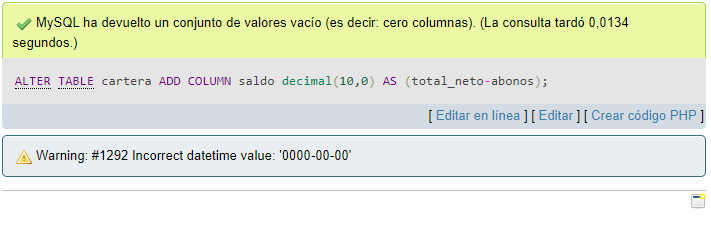 MySQL ha devuelto un conjunto de valores vacío (es decir: cero columnas). (La consulta tardó 0,0134
segundos.)
ALTER TABLE cartera ADD COLUMN saldo decimal(10,0) AS (total_neto-abonos);
[ Editar en línea ] [ Editar ] [ Crear código PHP ]
Warning: #1292 Incorrect datetime value: '0000-00-00'